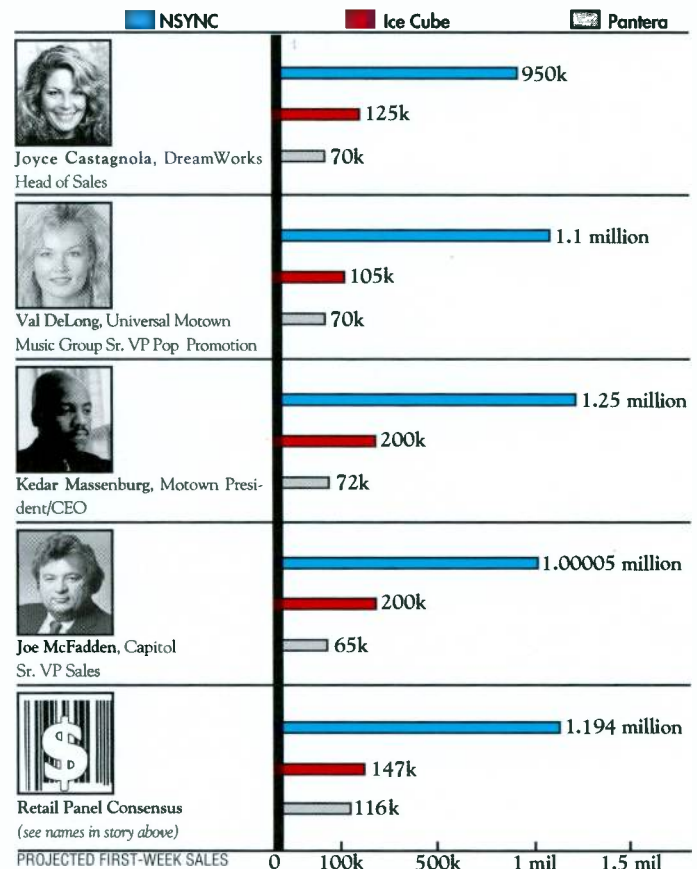 NSYNC Ice Cube Pantera
950k
125k
Joyce Castagnola, DreamWorks
70k
Head of Sales
1.1 million
105k
Val DeLong, Universal Motown
70k
Music Group Sr. VP Pop Promotion
1.25 million
200k
Kedar Massenburg, Motown Presi-
72k
dent/CEO
1.00005 million
200k
Joe McFadden, Capitol
65k
Sr. VP Sales
$
1.194 million
147k
Retail Panel Consensus
116k
(see names in story above)
PROJECTED FIRST-WEEK SALES 0 100k 500k 1 mil 1.5 mil